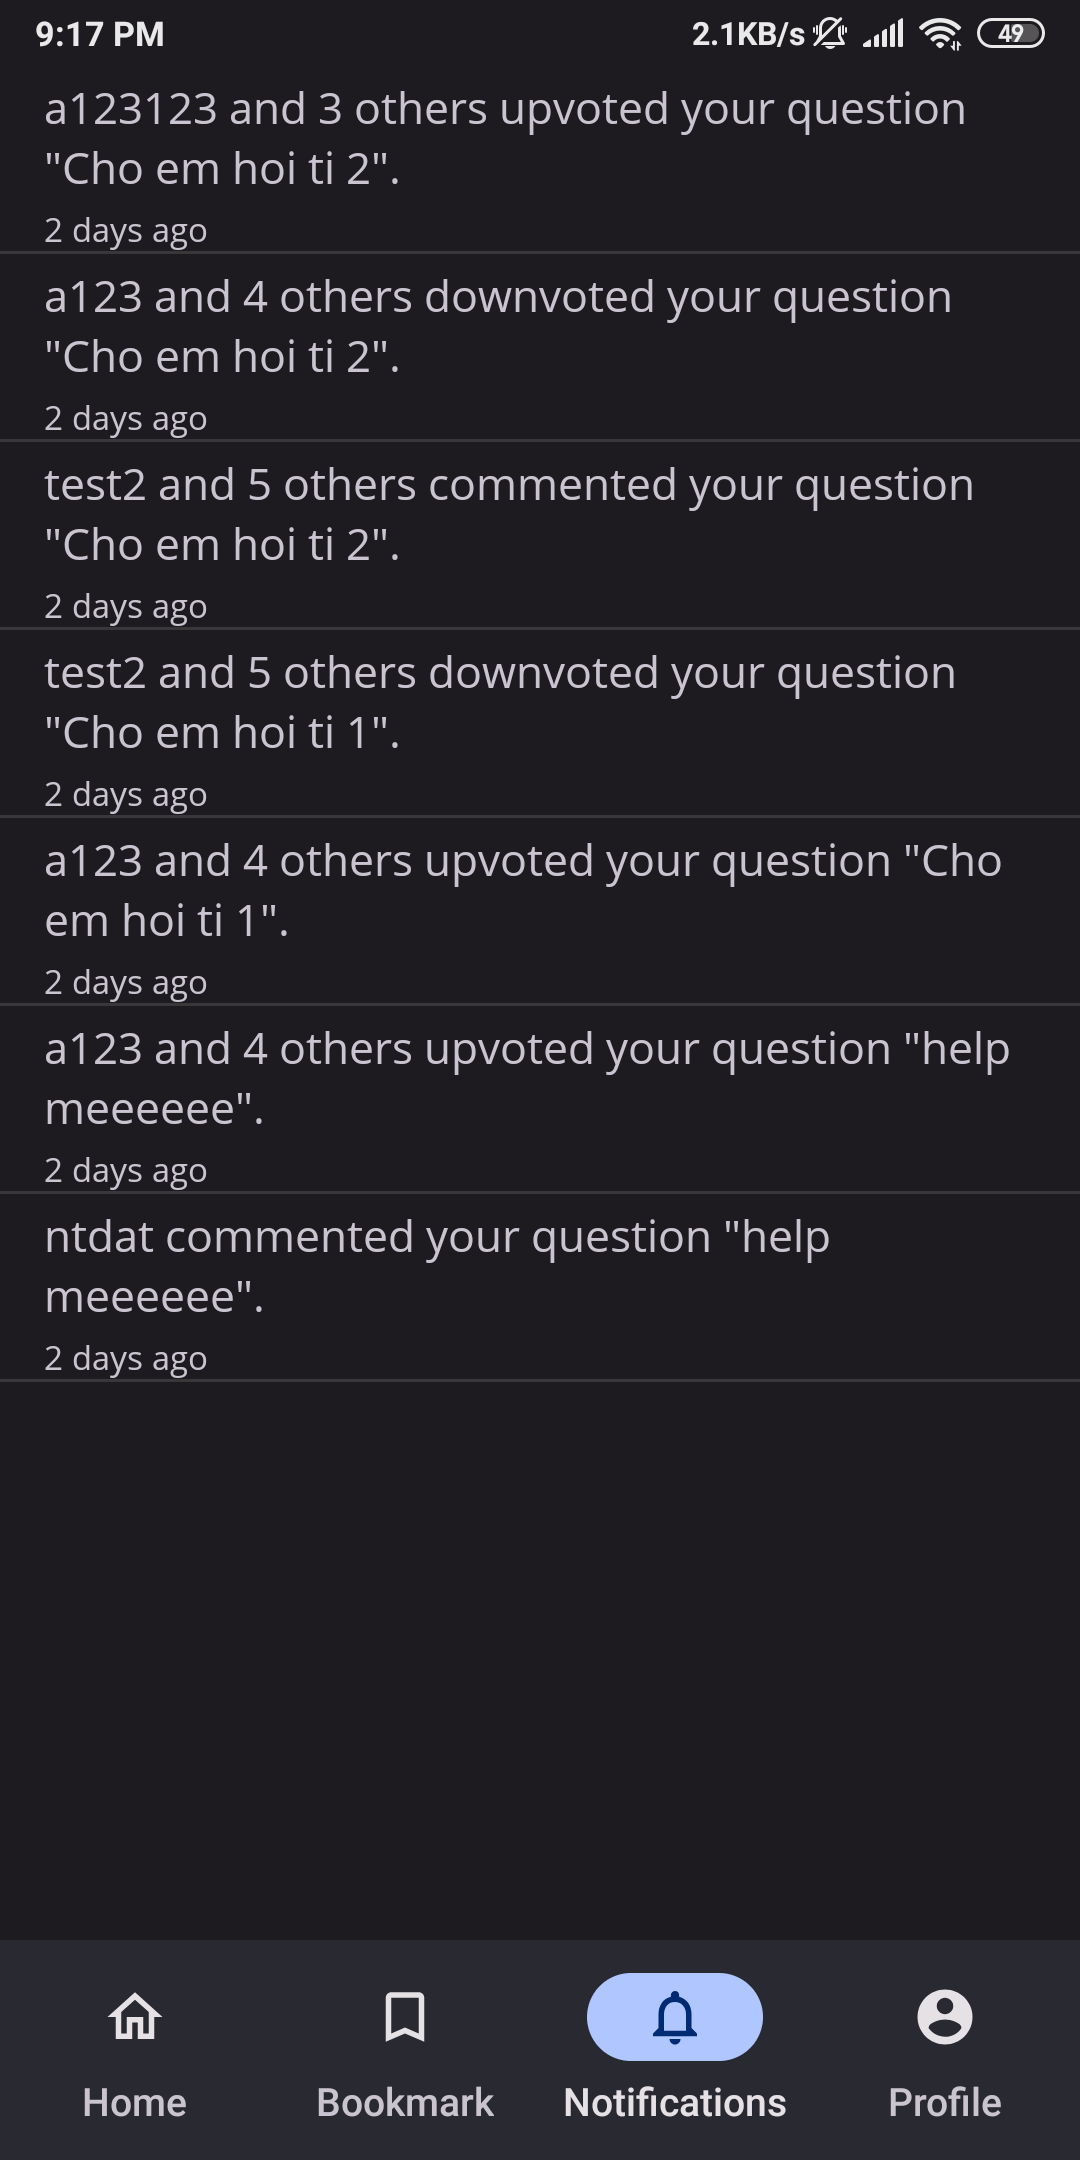 9:17 PM
2.1KB/s
49
a123123 and 3 others upvoted your question
"Cho em hoi ti 2".
2 days ago
a123 and 4 others downvoted your question
"Cho em hoi ti 2".
2 days ago
test2 and 5 others commented your question
"Cho em hoi ti 2".
2 days ago
test2 and 5 others downvoted your question
"Cho em hoi ti 1".
2 days ago
a123 and 4 others upvoted your question "Cho
em hoi ti 1".
2 days ago
a123 and 4 others upvoted your question "help
meeeeee".
2 days ago
ntdat commented your question "help
meeeeee".
2 days ago
Home
Bookmark
Notifications
Profile